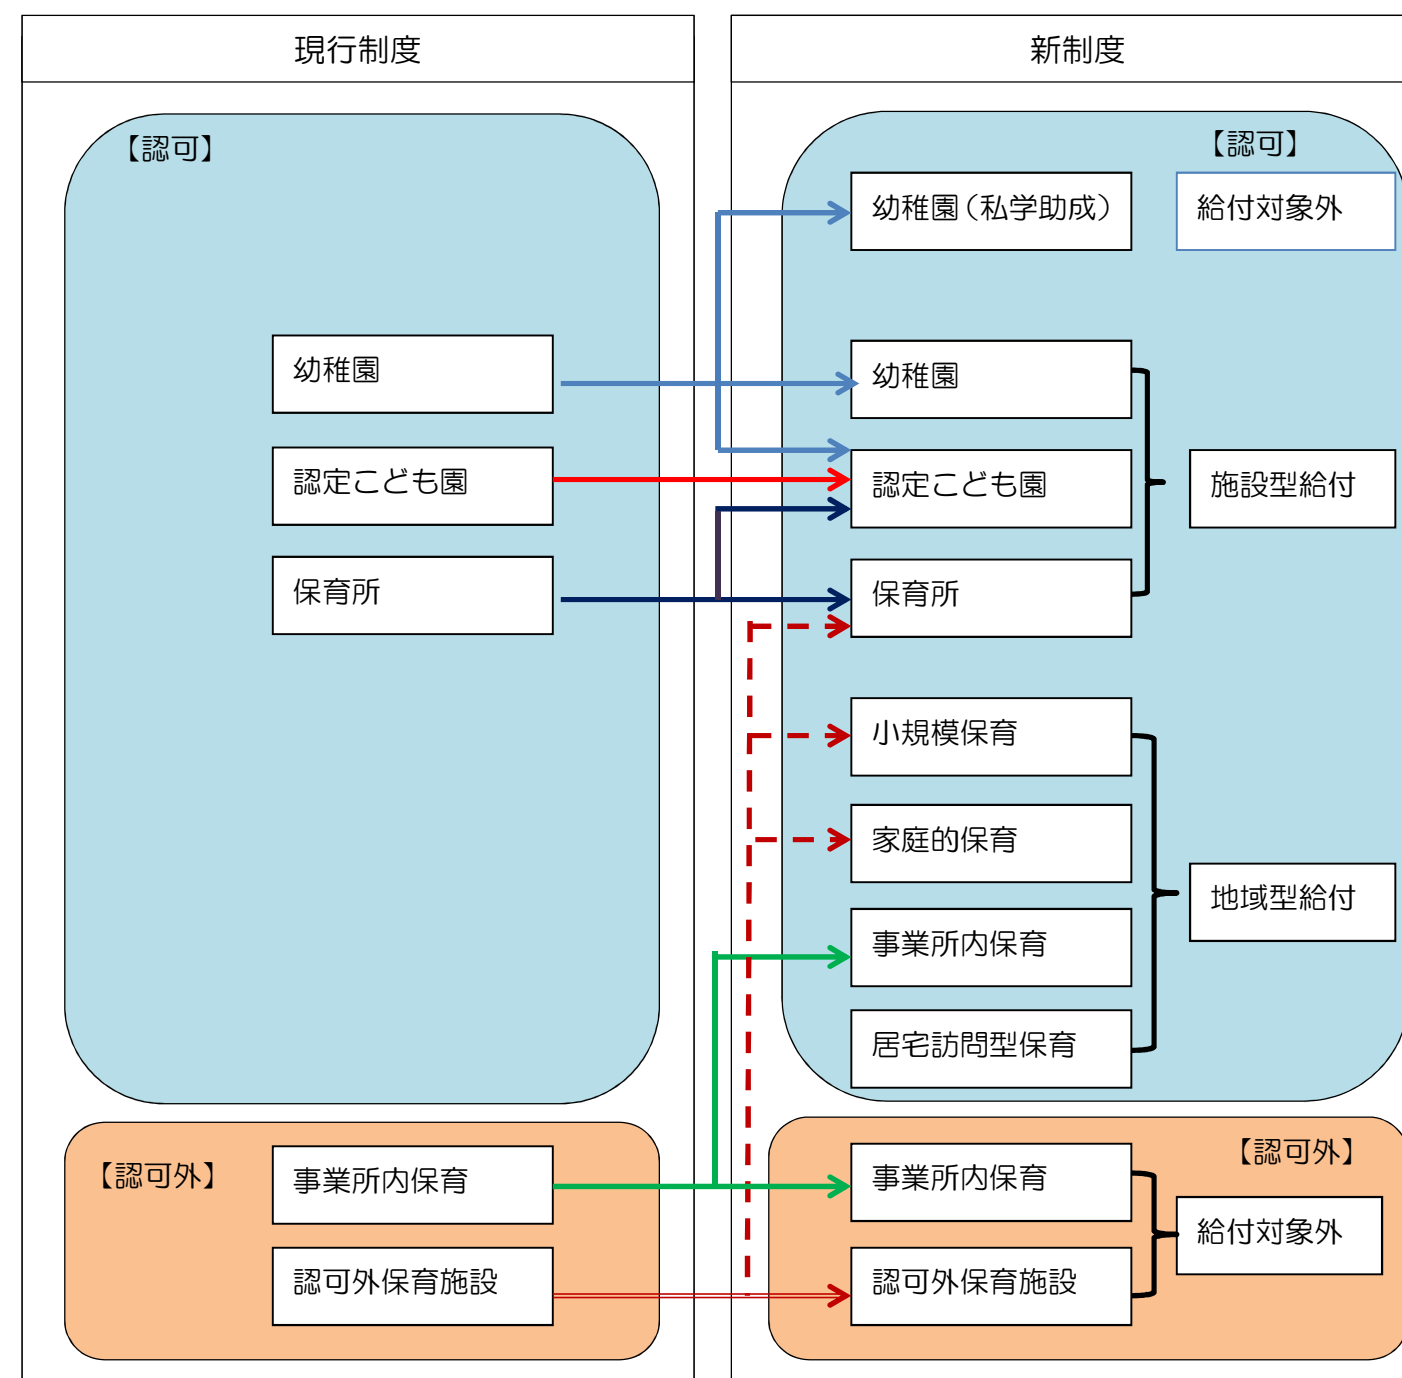 現行制度
【認可】
幼稚園
認定こども園
保育所
【認可外】
事業所内保育
認可外保育施設
新制度
【認可】
幼稚園（私学助成）
給付対象外
幼稚園
認定こども園
施設型給付
保育所
小規模保育
家庭的保育
地域型給付
事業所内保育
居宅訪問型保育
【認可外】
事業所内保育
給付対象外
認可外保育施設